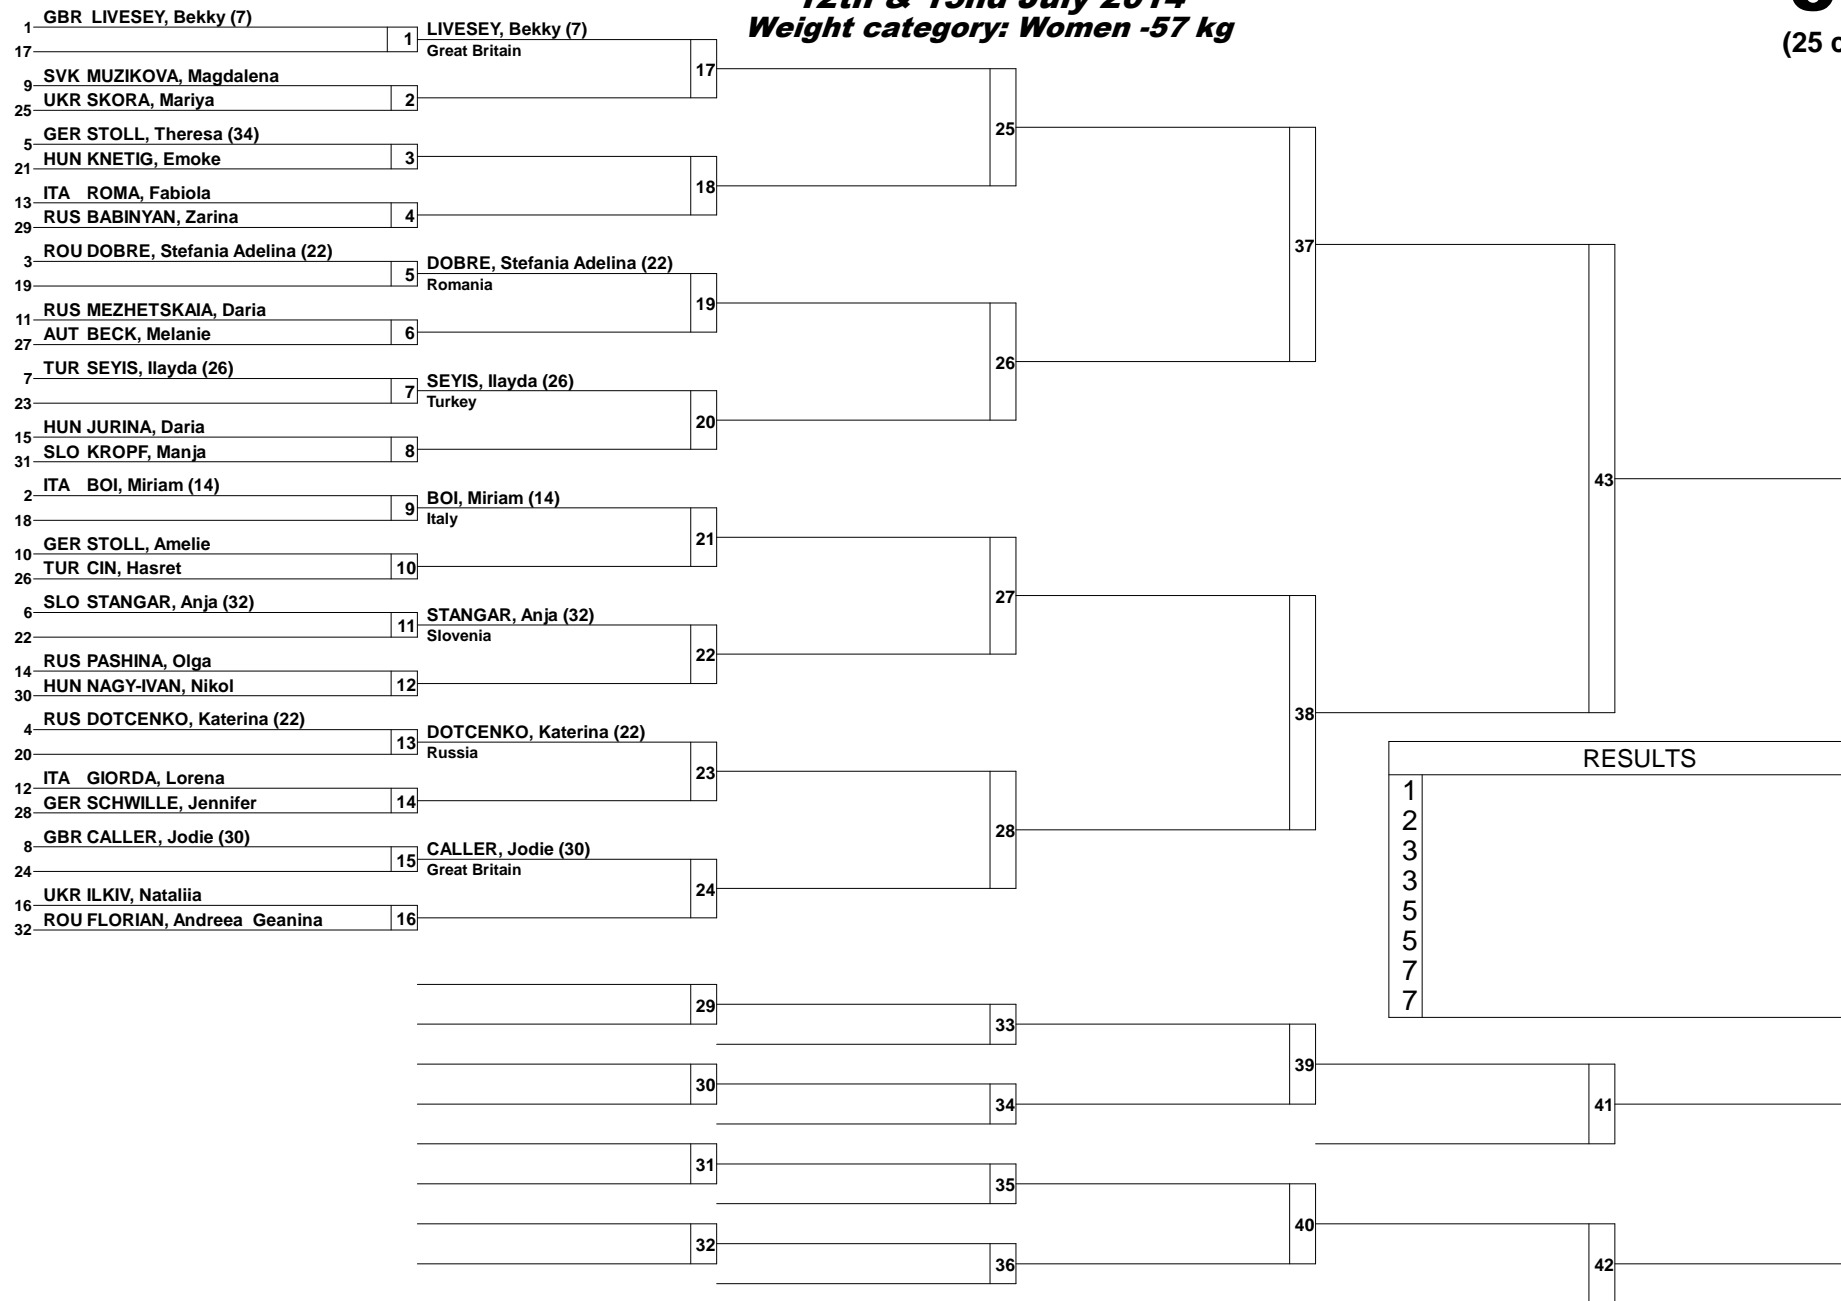 12th & 13nd July 2014
Weight category: Women -57 kg
(25 c
1 GBR LIVESEY, Bekky (7)
17
1
LIVESEY, Bekky (7)
Great Britain
17
9 SVK MUZIKOVA, Magdalena
25 UKR SKORA, Mariya
2
5 GER STOLL, Theresa (34)
21 HUN KNETIG, Emoke
3
18
13 ITA ROMA, Fabiola
29 RUS BABINYAN, Zarina
4
25
3 ROU DOBRE, Stefania Adelina (22)
19
5
DOBRE, Stefania Adelina (22)
Romania
19
11 RUS MEZHETSKAIA, Daria
27 AUT BECK, Melanie
6
7 TUR SEYIS, Ilayda (26)
23
7
SEYIS, Ilayda (26)
Turkey
20
15 HUN JURINA, Daria
31 SLO KROPF, Manja
8
26
37
2 ITA BOI, Miriam (14)
18
9
BOI, Miriam (14)
Italy
21
10 GER STOLL, Amelie
26 TUR CIN, Hasret
10
6 SLO STANGAR, Anja (32)
22
11
STANGAR, Anja (32)
Slovenia
22
14 RUS PASHINA, Olga
30 HUN NAGY-IVAN, Nikol
12
27
4 RUS DOTCENKO, Katerina (22)
20
13
DOTCENKO, Katerina (22)
Russia
23
12 ITA GIORDA, Lorena
28 GER SCHWILLE, Jennifer
14
8 GBR CALLER, Jodie (30)
24
15
CALLER, Jodie (30)
Great Britain
24
16 UKR ILKIV, Nataliia
32 ROU FLORIAN, Andreea Geanina
16
28
38
43
RESULTS
1
2
3
3
5
5
7
7
29
33
30
34
39
41
31
35
32
36
40
42